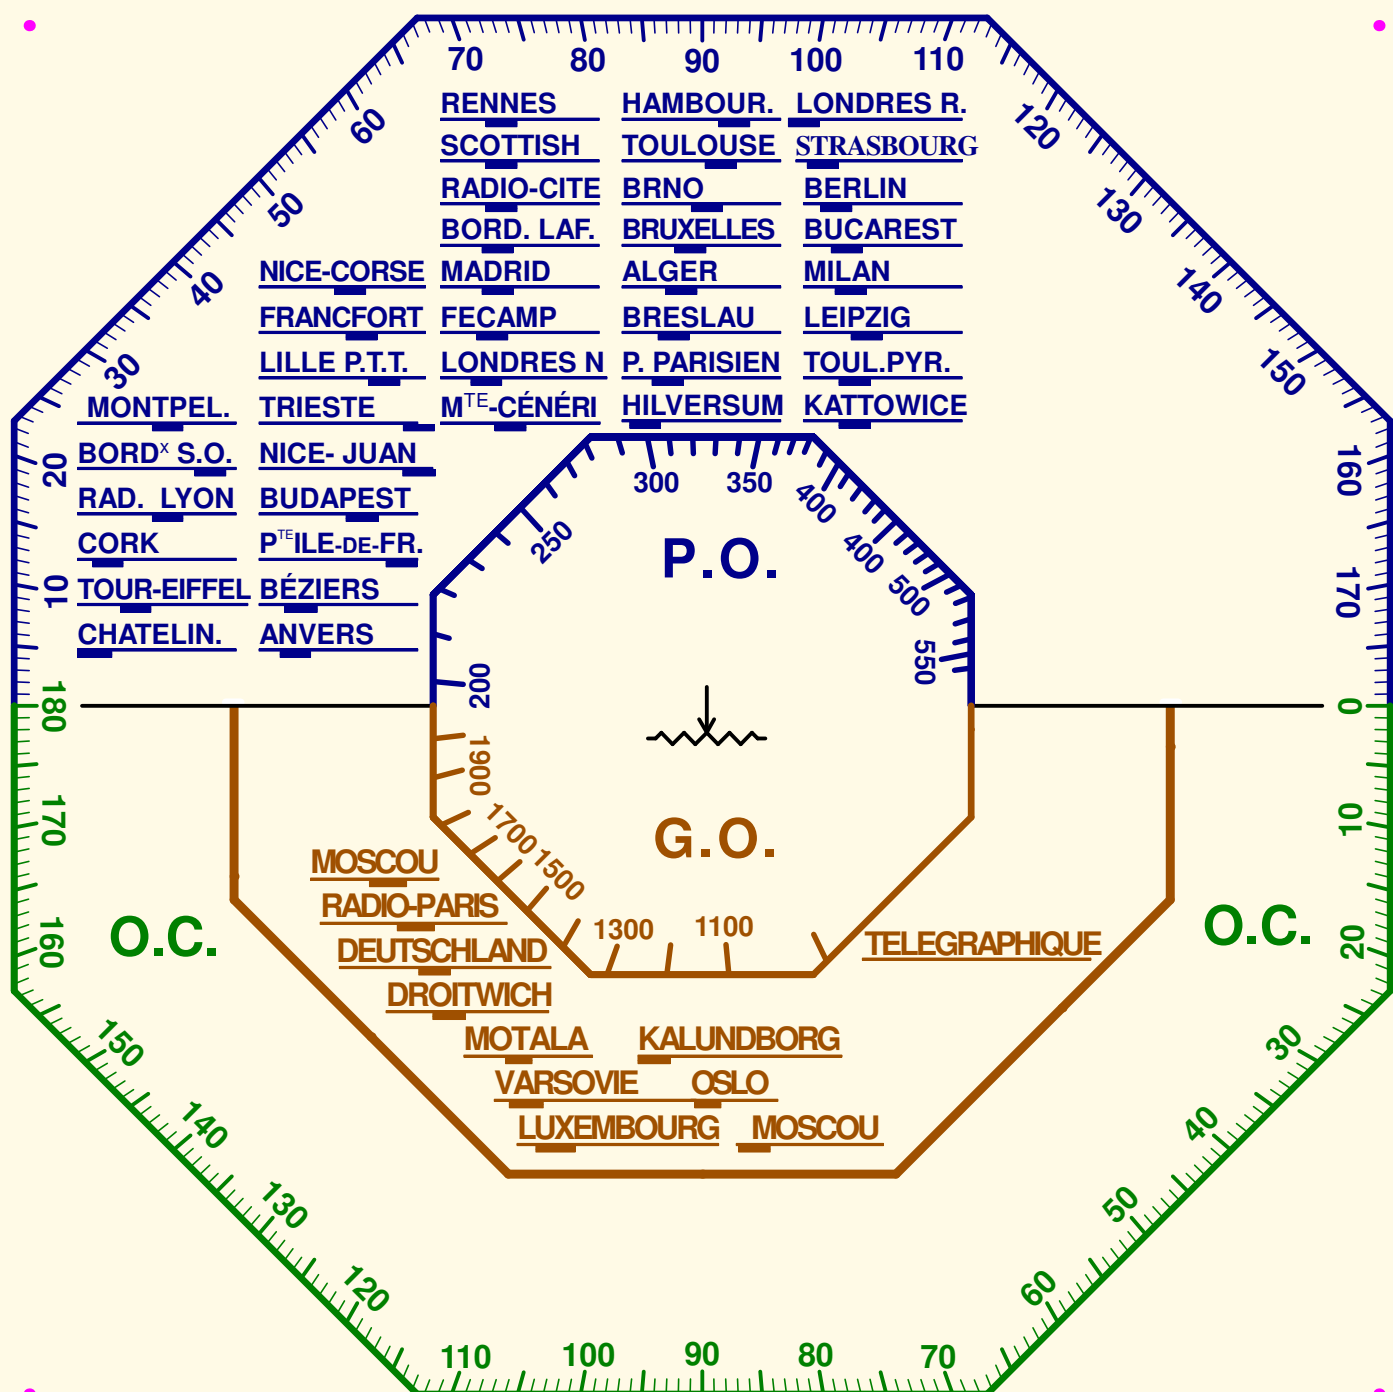 70 80 90 100 110
60 120
50 130
40 140
30 150
20 160
10 170
RENNES HAMBOUR. LONDRES R.
SCOTTISH TOULOUSE STRASBOURG
RADIO-CITE BRNO BERLIN
BORD. LAF. BRUXELLES BUCAREST
NICE-CORSE MADRID ALGER MILAN
FRANCFORT FECAMP BRESLAU LEIPZIG
LILLE P.T.T. LONDRES N P. PARISIEN TOUL.PYR.
MONTPEL. TRIESTE MTE-CÉNÉRI HILVERSUM KATTOWICE
BORDX S.O. NICE- JUAN
RAD. LYON BUDAPEST
CORK PTEILE-DE-FR.
TOUR-EIFFEL BÉZIERS
CHATELIN. ANVERS
200 250 300 350 400 400 500 550
P.O.
180 0
1900 1700 1500 1300 1100
G.O.
MOSCOU
RADIO-PARIS
DEUTSCHLAND TELEGRAPHIQUE
DROITWICH
MOTALA KALUNDBORG
VARSOVIE OSLO
LUXEMBOURG MOSCOU
O.C. O.C.
170 10
160 20
150 30
140 40
130 50
120 60
110 100 90 80 70